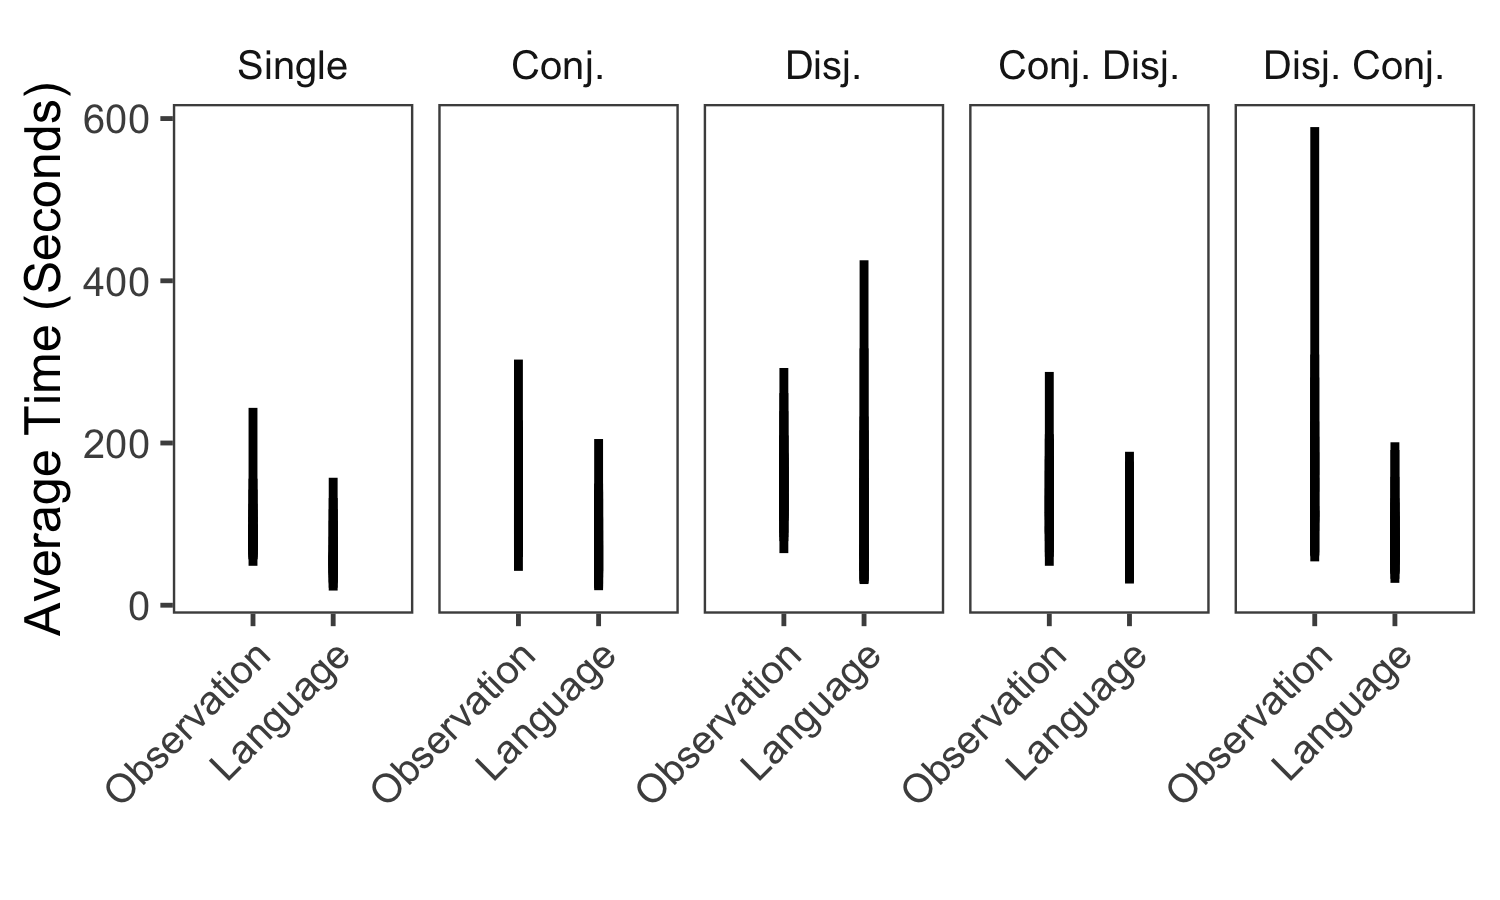 Single
Conj.
Disj.
Conj. Disj.
Disj. Conj.
Average Time (Seconds)
600
400
200
0
Observation
Language
Observation
Language
Observation
Language
Observation
Language
Observation
Language